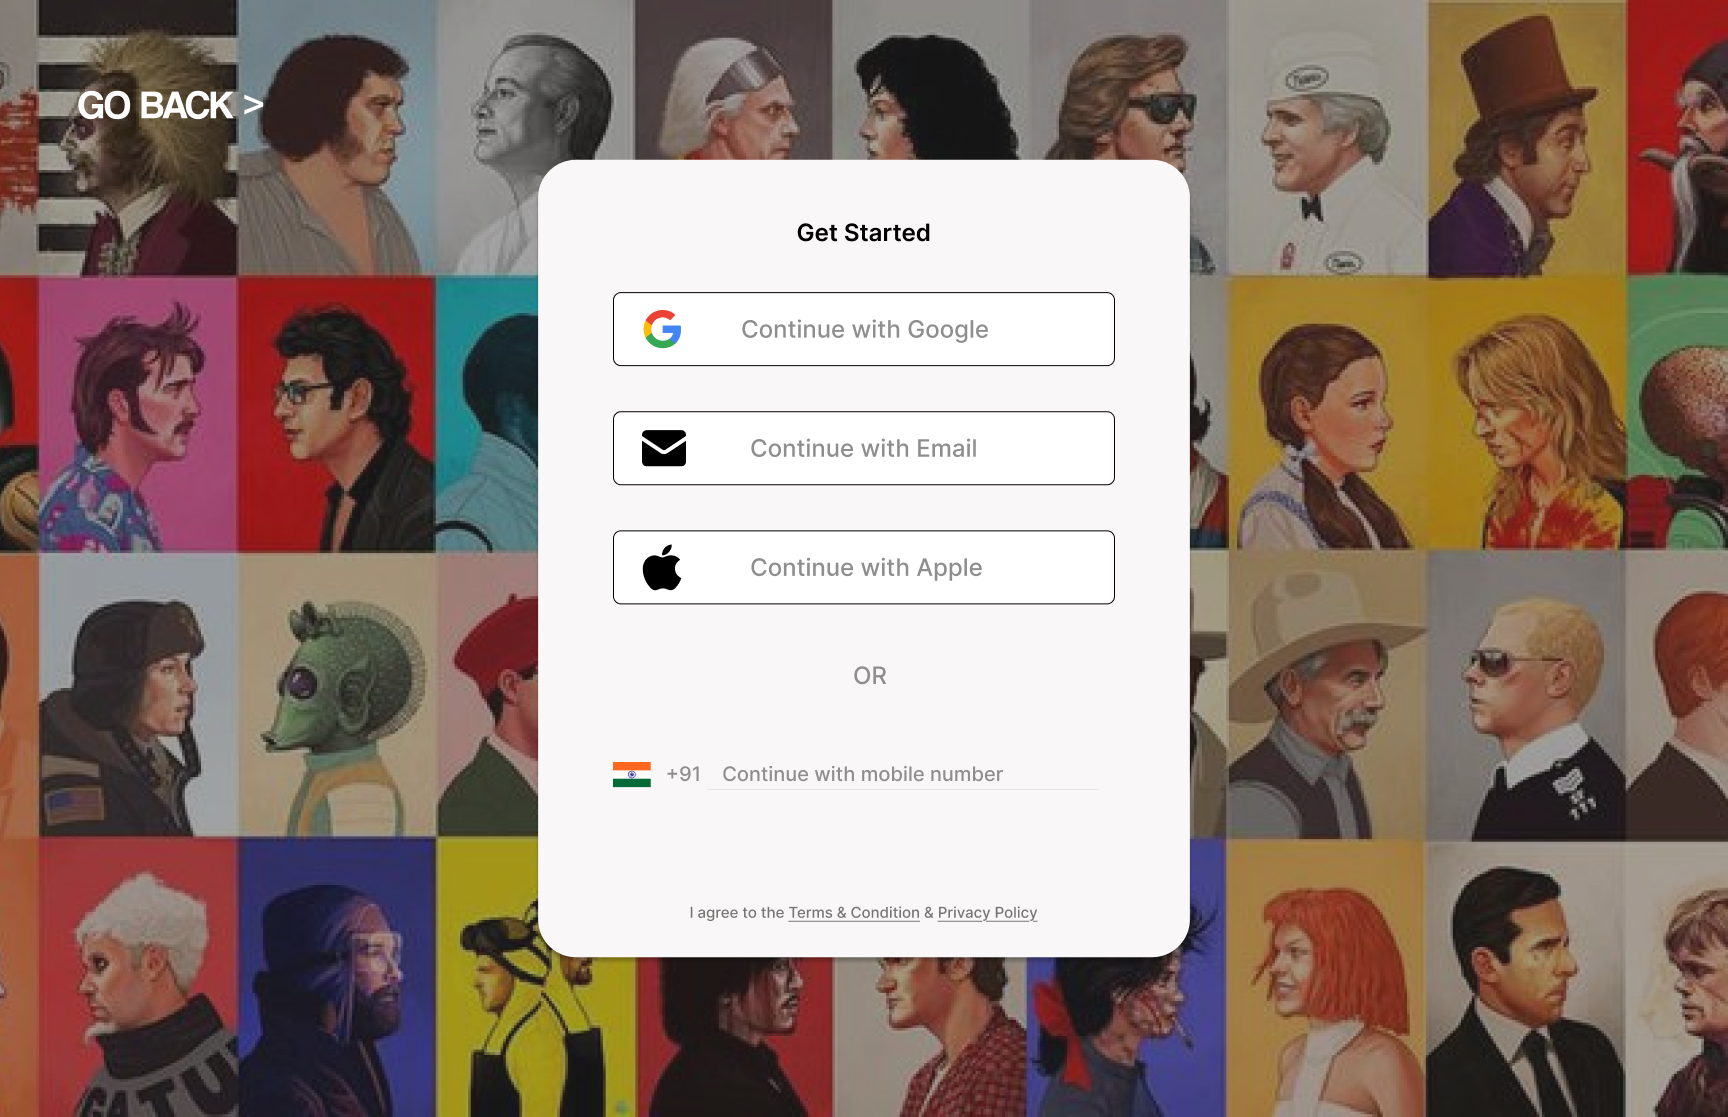 GO BACK >
Get Started
Continue with Google
Continue with Email
Continue with Apple
OR
+91 Continue with mobile number
I agree to the Terms & Condition & Privacy Policy
GATU